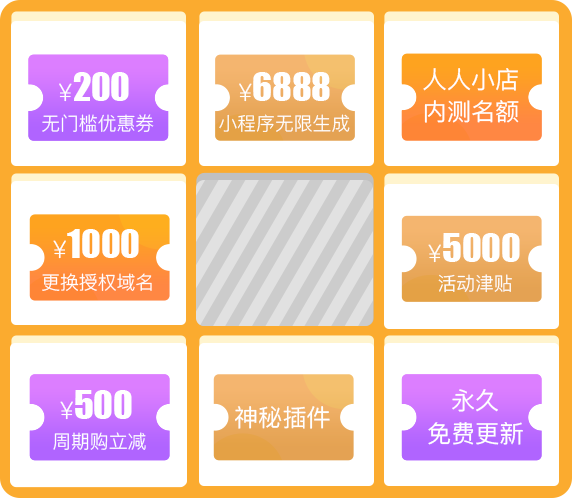 ¥200
无门槛优惠券
¥6888
小程序无限生成
人人小店
内测名额
¥1000
更换授权域名
¥5000
活动津贴
¥500
周期购立减
神秘插件
永久
免费更新